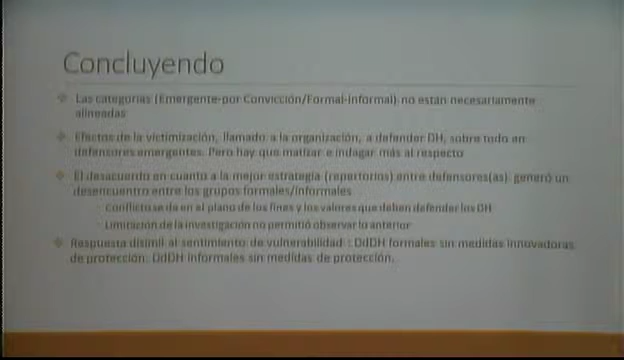 Concluyendo
Las categorías (Emergente-por Convicción/Formal-informal) no están necesariamente
alineadas
Efectos de la victimización, llamado a la organización, a defender DH, sobre todo en
defensores emergentes. Pero hay que matizar e indagar más al respecto
El desacuerdo en cuanto a la mejor estrategia (repertorios) entre defensores(as) generó un
desencuentro entre los grupos formales/informales
Conflicto se da en el plano de los fines y los valores que deben defender los DH
Limitación de la investigación no permitió observar lo anterior
Respuesta disímil al sentimiento de vulnerabilidad : DdDH formales sin medidas innovadoras
de protección. DdDH informales sin medidas de protección.